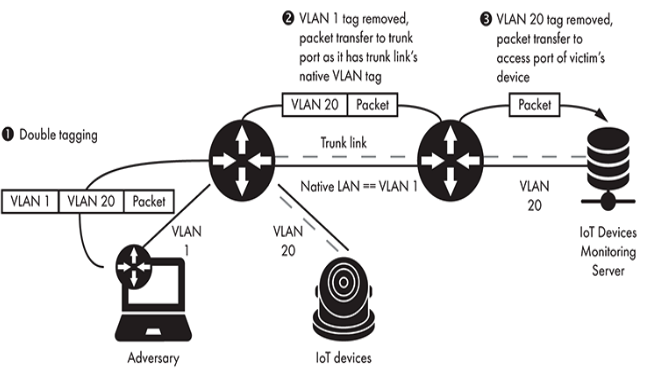 ❷ VLAN 1 tag removed,
packet transfer to trunk
port as it has trunk link’s
native VLAN tag
❸ VLAN 20 tag removed,
packet transfer to
access port of victim’s
device
❶ Double tagging
VLAN 20 Packet
Packet
Trunk link
Native LAN == VLAN 1
VLAN
20
VLAN 1 VLAN 20 Packet
VLAN
1
VLAN
20
IoT Devices
Monitoring
Server
Adversary
IoT devices